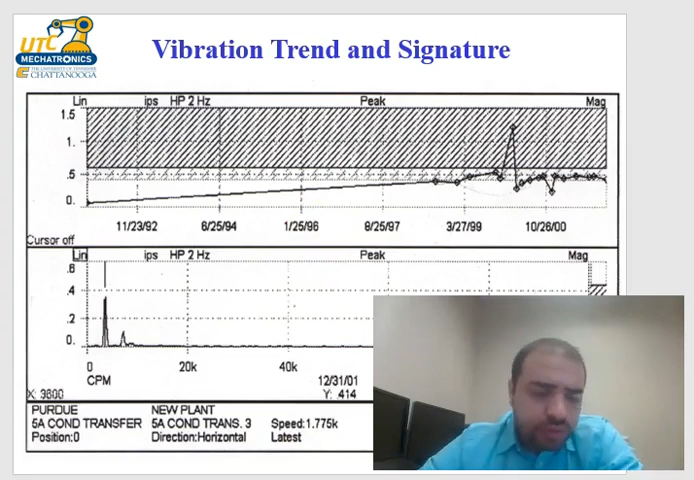 UTC
MECHATRONICS
THE UNIVERSITY OF TENNESSEE
CHATTANOOGA
Vibration Trend and Signature
Lin ips HP 2 Hz Peak Mag
1.5
1.
.5
0.
11/23/92 6/25/94 1/25/96 8/25/97 3/27/99 10/26/00
Cursor off
Lin ips HP 2 Hz Peak Mag
.6
.4
.2
0.
0 20k 40k
CPM 12/31/01
X: 3600 Y: .414
PURDUE NEW PLANT
5A COND TRANSFER 5A COND TRANS. 3 Speed:1.775k
Position:0 Direction:Horizontal Latest